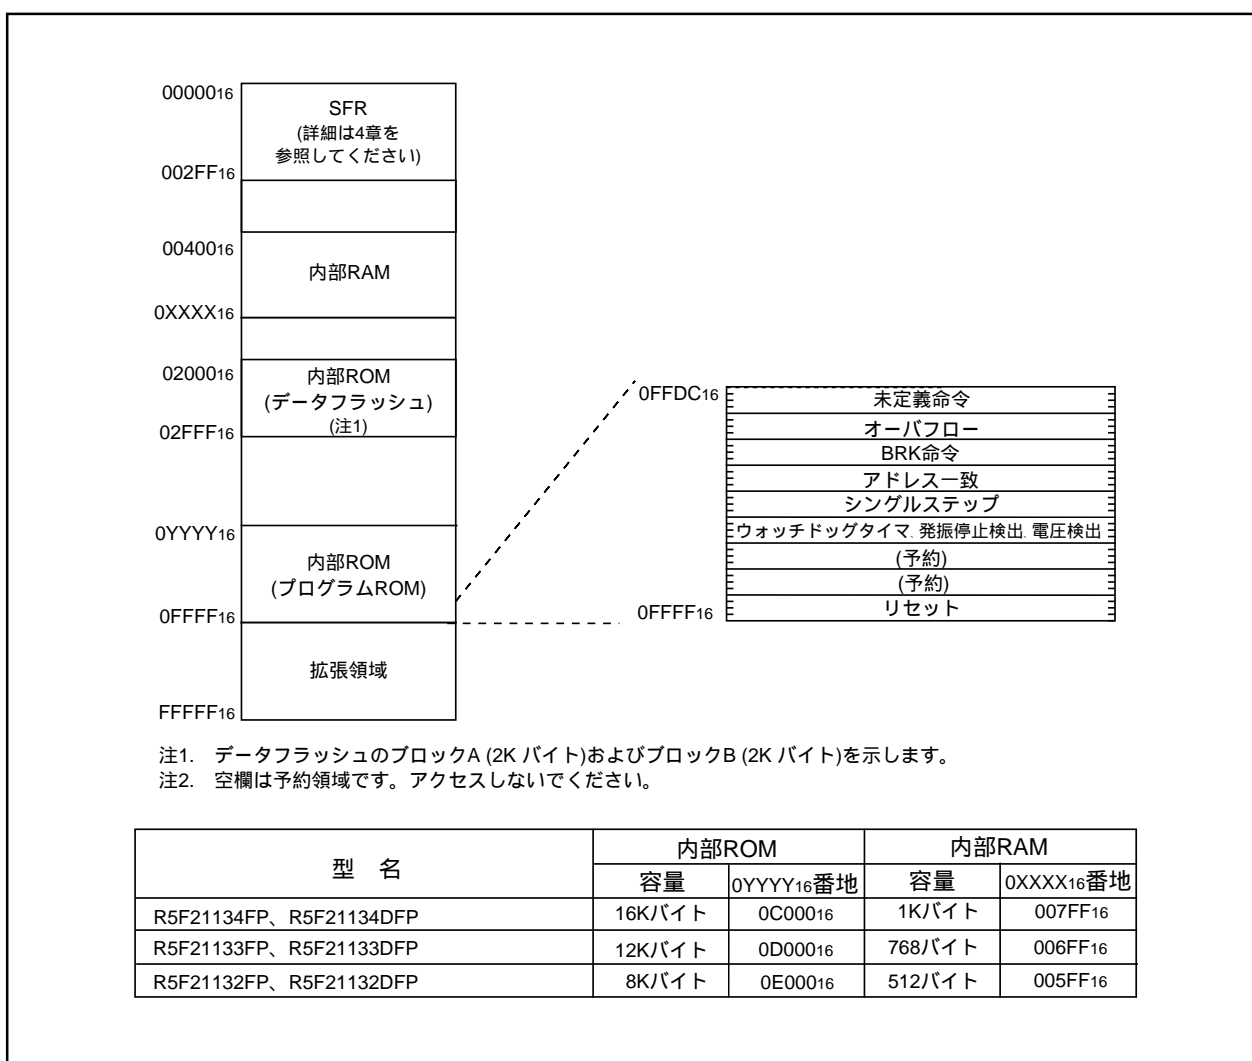 0000016
SFR
(詳細は4章を
参照してください)
002FF16
0040016
内部RAM
0XXXX16
0200016
内部ROM
(データフラッシュ)
(注1)
02FFF16
0YYYY16
内部ROM
(プログラムROM)
0FFFF16
拡張領域
FFFFF16
0FFDC16
未定義命令
オーバフロー
BRK命令
アドレス一致
シングルステップ
ウォッチドッグタイマ、発振停止検出、電圧検出
(予約)
(予約)
リセット
0FFFF16
注1. データフラッシュのブロックA (2K バイト)およびブロックB (2K バイト)を示します。
注2. 空欄は予約領域です。アクセスしないでください。
型 名 内部ROM 内部RAM
容量 0YYYY16番地 容量 0XXXX16番地
R5F21134FP、R5F21134DFP 16Kバイト 0C00016 1Kバイト 007FF16
R5F21133FP、R5F21133DFP 12Kバイト 0D00016 768バイト 006FF16
R5F21132FP、R5F21132DFP 8Kバイト 0E00016 512バイト 005FF16